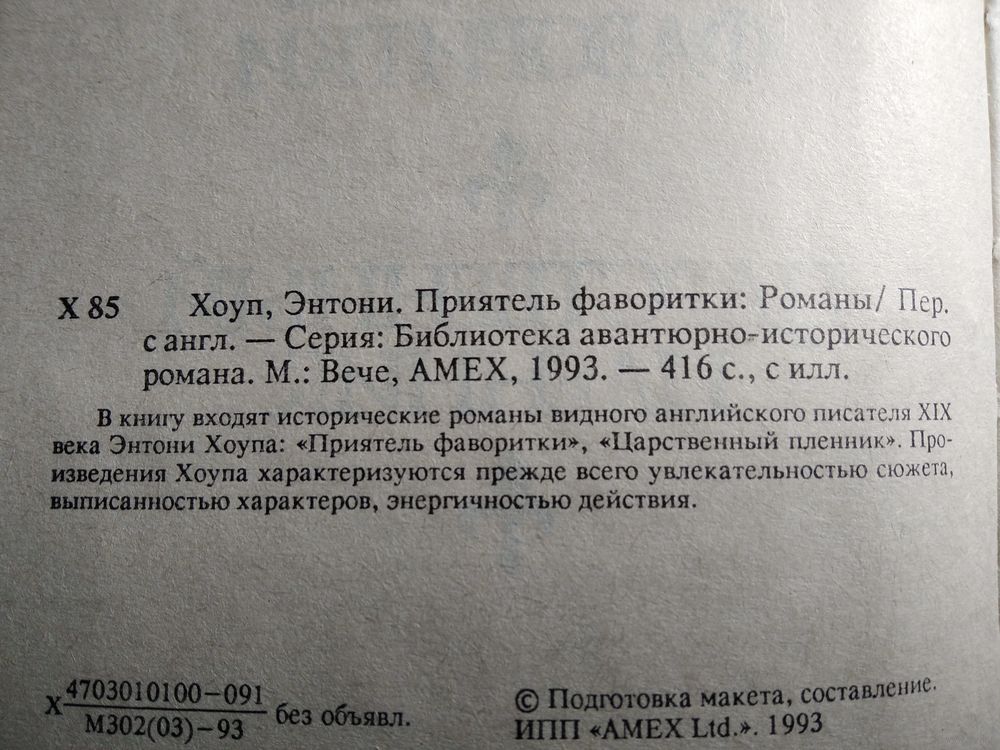 X 85 Хоуп, Энтони. Приятель фаворитки: Романы/ Пер.
с англ. — Серия: Библиотека авантюрно-исторического
романа. М.: Вече, АМЕХ, 1993. — 416 с., с илл.
В книгу входят исторические романы видного английского писателя XIX
века Энтони Хоупа: «Приятель фаворитки», «Царственный пленник». Про-
изведения Хоупа характеризуются прежде всего увлекательностью сюжета,
выписанностью характеров, энергичностью действия.
Х 4703010100—091
М302(03)—93 без объявл.
© Подготовка макета, составление.
ИПП «AMEX Ltd.». 1993